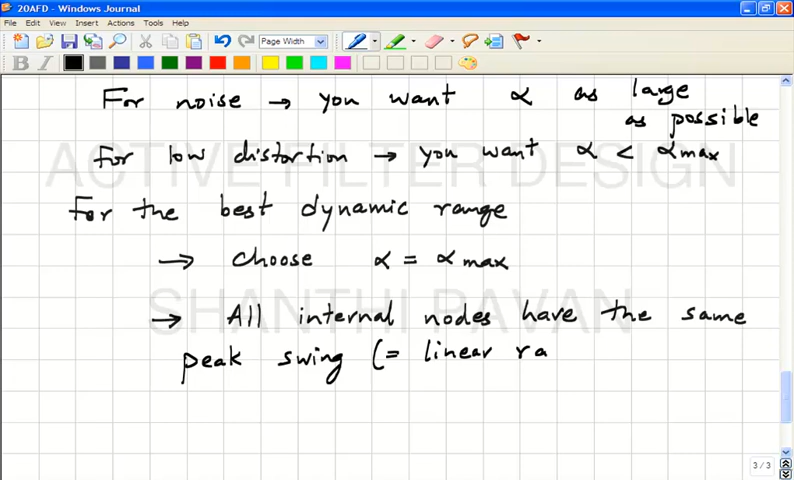 20AFD - Windows Journal
File Edit View Insert Actions Tools Help
Page Width
B I
For noise → you want α as large
as possible
For low distortion → you want α < αmax
ACTIVE FILTER DESIGN
For the best dynamic range
→ choose α = αmax
SHANTHI PAVAN
→ All internal nodes have the same
peak swing (= linear ra
3/3